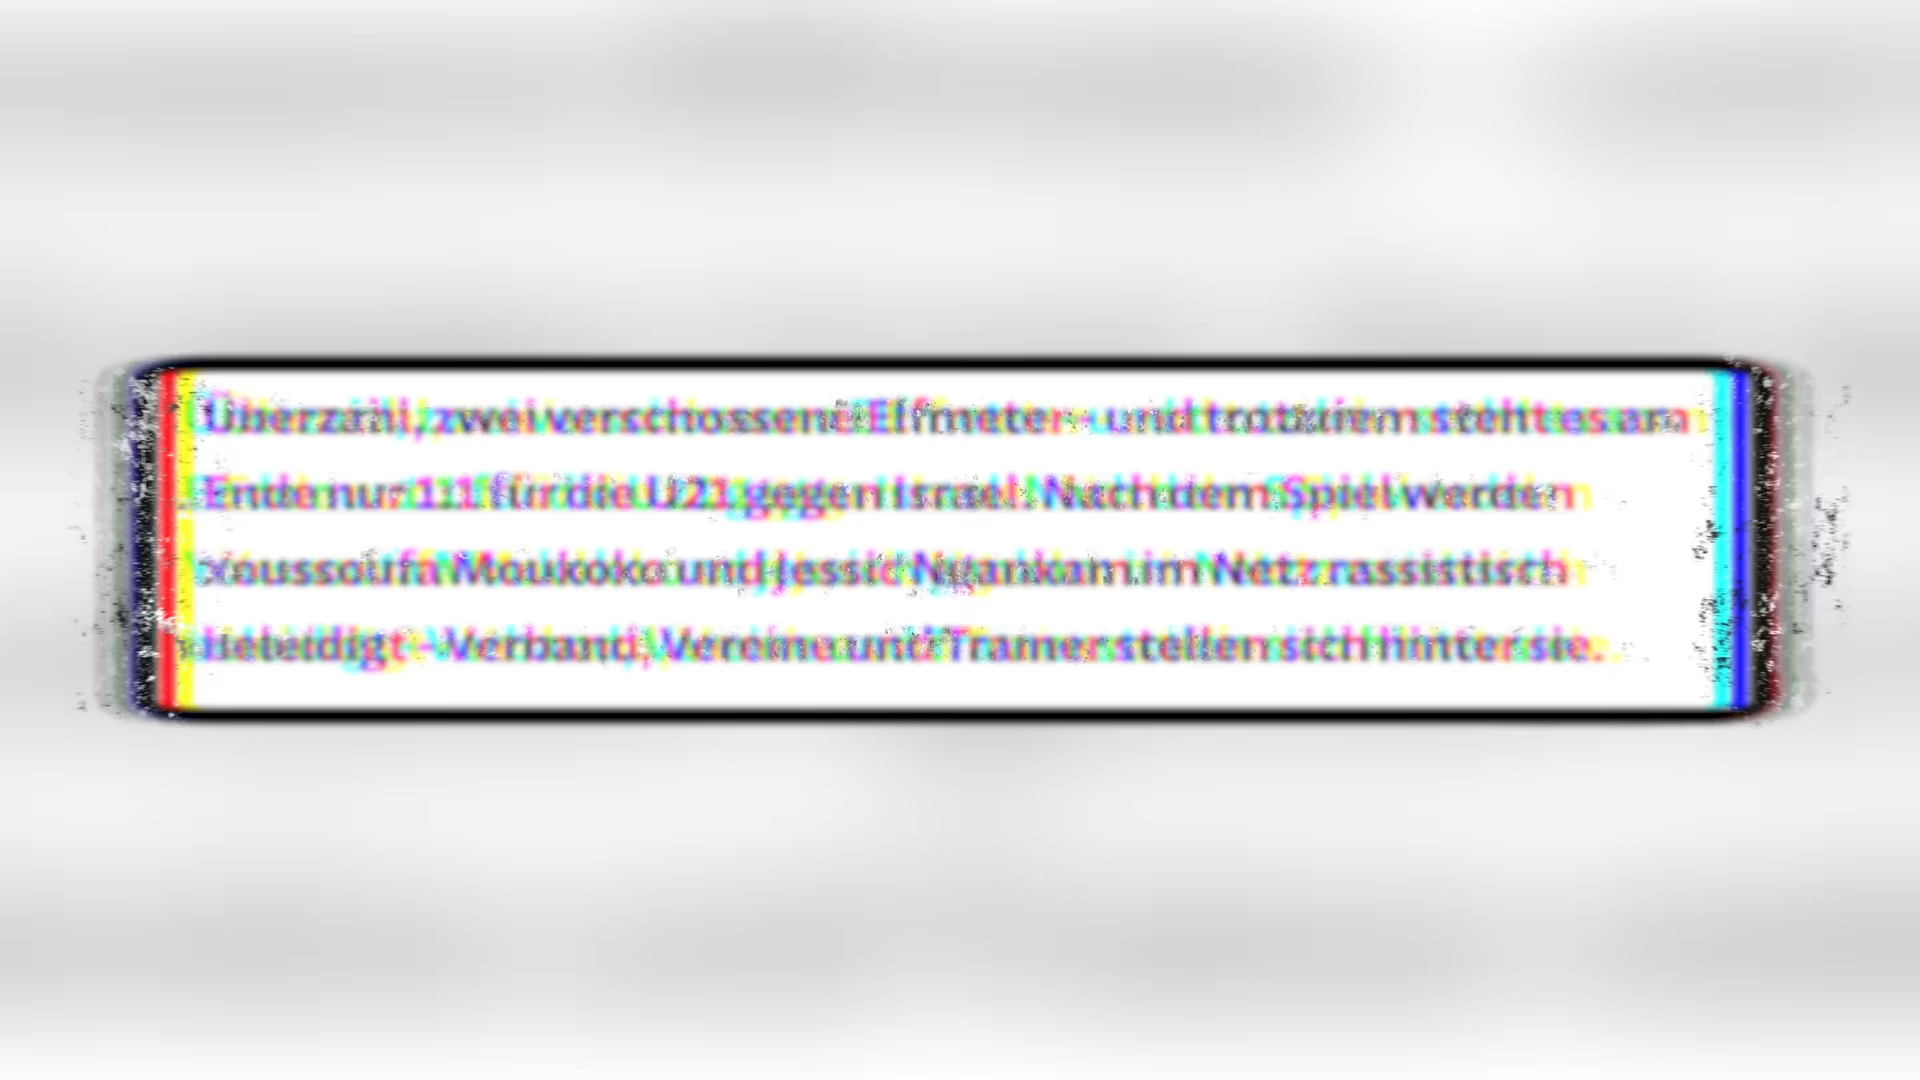 Überzahl, zwei verschossene Elfmeter - und trotzdem steht es am
Ende nur 1:1 für die U21 gegen Israel. Nach dem Spiel werden
Youssoufa Moukoko und Jessic Ngankam im Netz rassistisch
beleidigt - Verband, Vereine und Trainer stellen sich hinter sie.